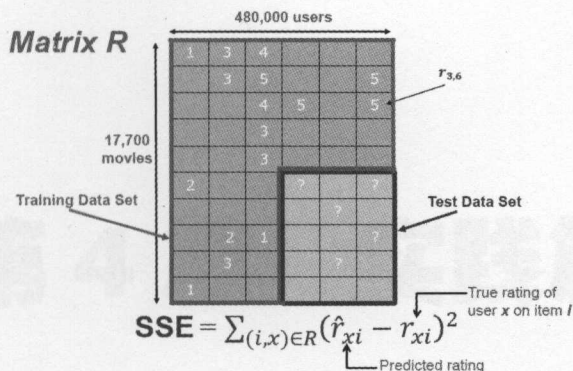 480,000 users
Matrix R
1 3 4
3 5 5
4 5 5
r3,6
3
17,700
movies
3
2 ? ?
Training Data Set
Test Data Set
?
2 1 ?
3 ?
1
True rating of
user x on item i
SSE = ∑(i,x)∈R (r̂xi − rxi)²
Predicted rating